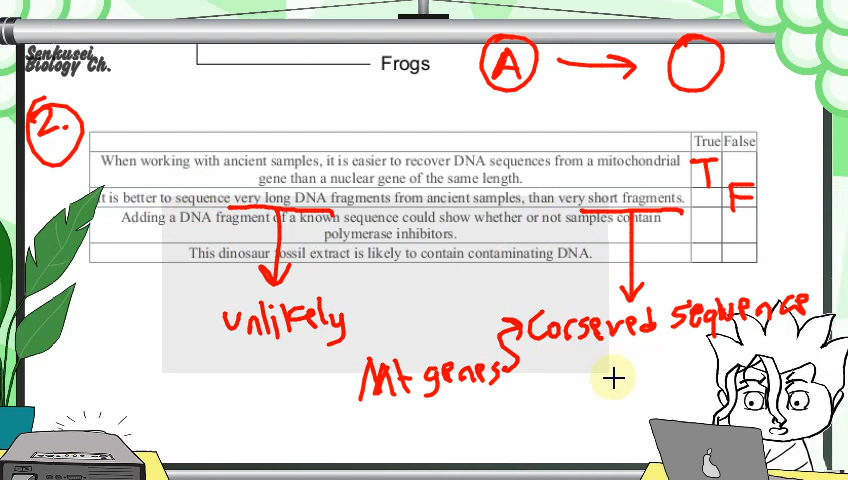 Senkusei
Biology Ch.
Frogs
A
2.
True False
When working with ancient samples, it is easier to recover DNA sequences from a mitochondrial
gene than a nuclear gene of the same length.
T
It is better to sequence very long DNA fragments from ancient samples, than very short fragments.
F
Adding a DNA fragment of a known sequence could show whether or not samples contain
polymerase inhibitors.
This dinosaur fossil extract is likely to contain contaminating DNA.
unlikely
Corserved sequence
Mt genes